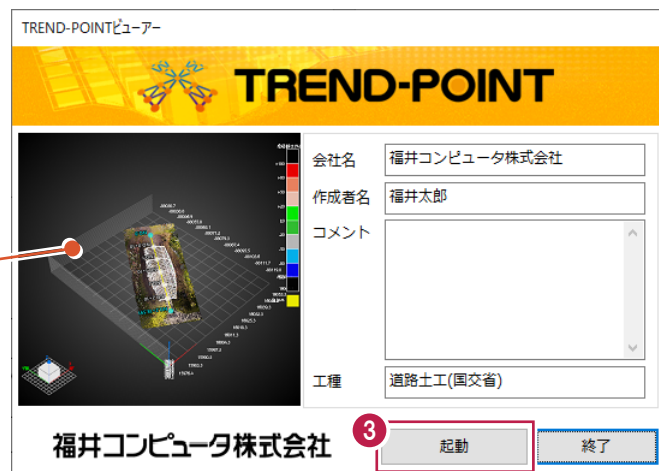 TREND-POINTビューアー
TREND-POINT
会社名
福井コンピュータ株式会社
作成者名
福井太郎
コメント
工種
道路土工(国交省)
福井コンピュータ株式会社
3
起動
終了